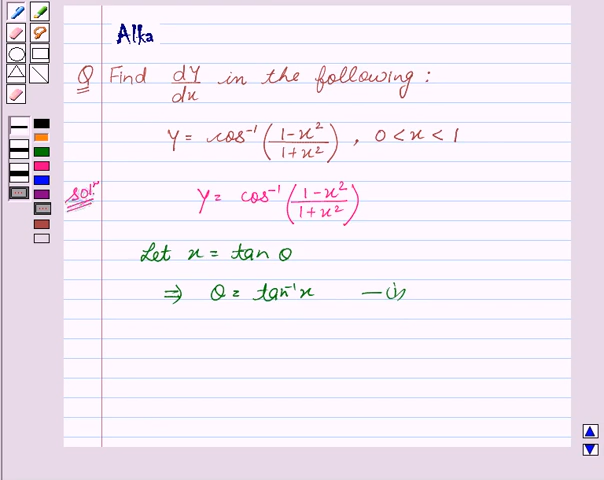 Alka
Q Find dy/dx in the following :
y = cos⁻¹ ( (1-x²)/(1+x²) ) , 0 < x < 1
Solⁿ. y = cos⁻¹ ( (1-x²)/(1+x²) )
Let x = tan θ
⇒ θ = tan⁻¹x —(i)